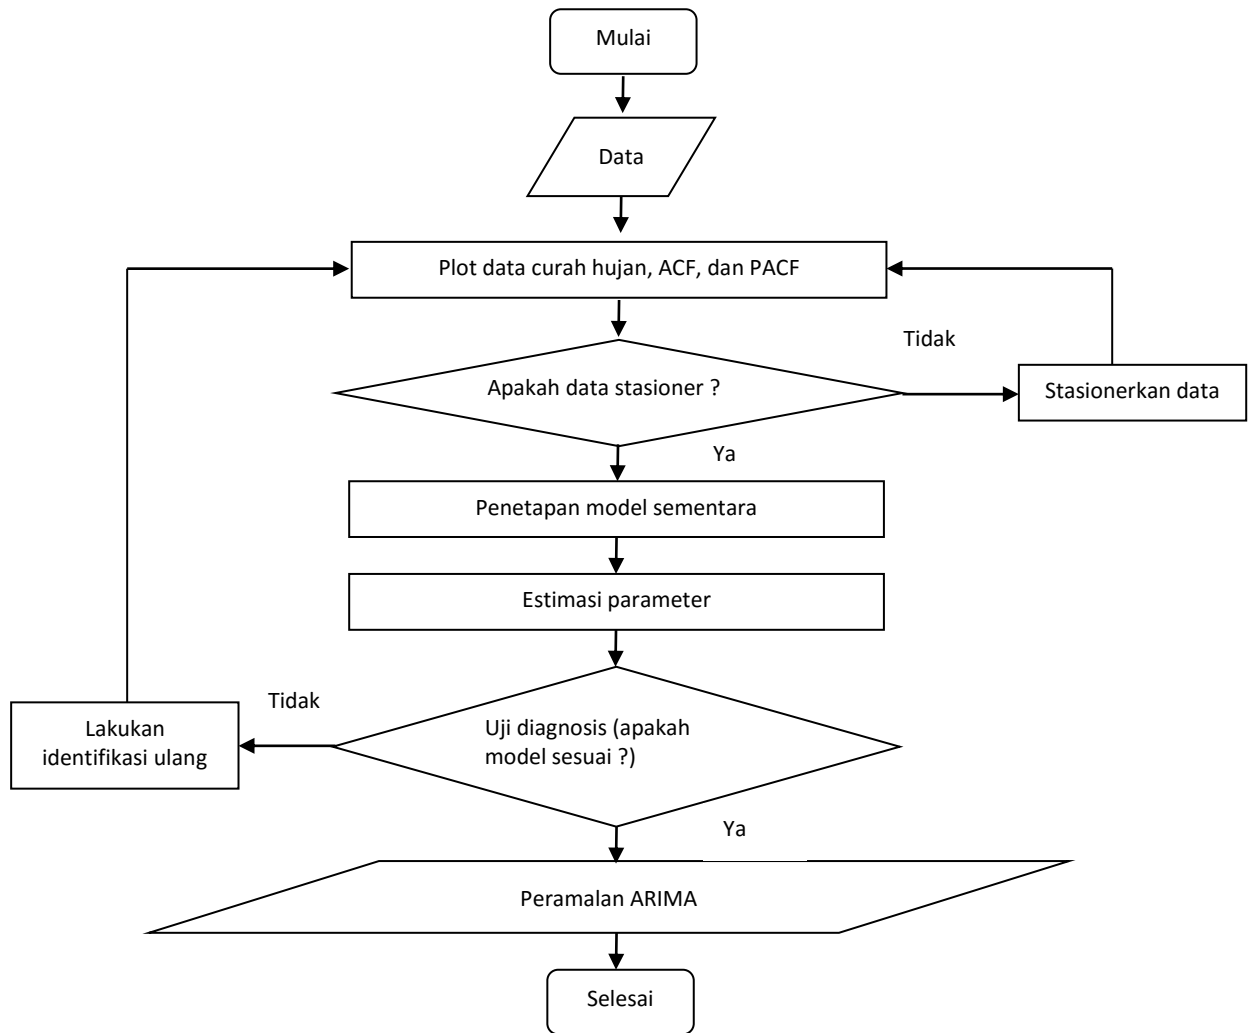 Mulai
Data
Plot data curah hujan, ACF, dan PACF
Tidak
Apakah data stasioner ?
Stasionerkan data
Ya
Penetapan model sementara
Estimasi parameter
Tidak
Lakukan
identifikasi ulang
Uji diagnosis (apakah
model sesuai ?)
Ya
Peramalan ARIMA
Selesai